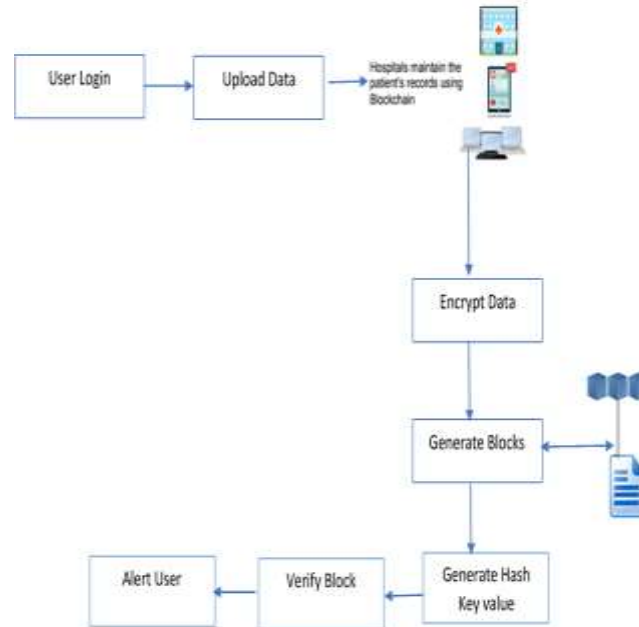 User Login
Upload Data
Hospitals maintain the
patient's records using
Blockchain
Encrypt Data
Generate Blocks
Generate Hash
Key value
Verify Block
Alert User